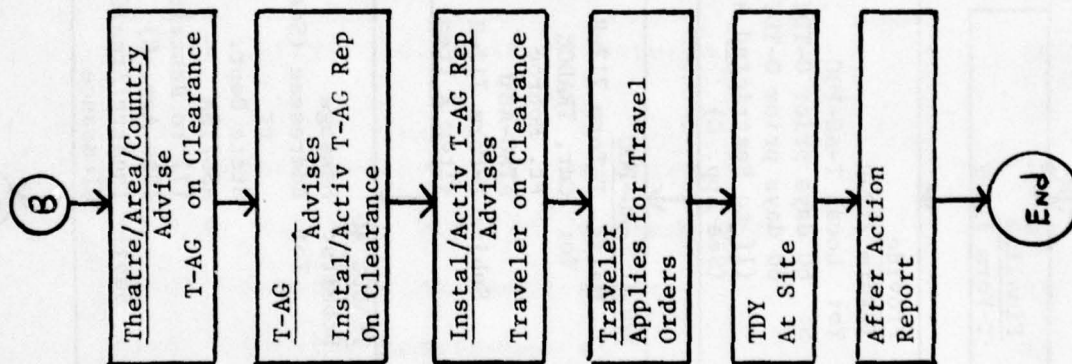 B
Theatre/Area/Country
Advise
T-AG on Clearance
T-AG
Advises
Instal/Activ T-AG Rep
On Clearance
Instal/Activ T-AG Rep
Advises
Traveler on Clearance
Traveler
Applies for Travel
Orders
TDY
At Site
After Action
Report
END